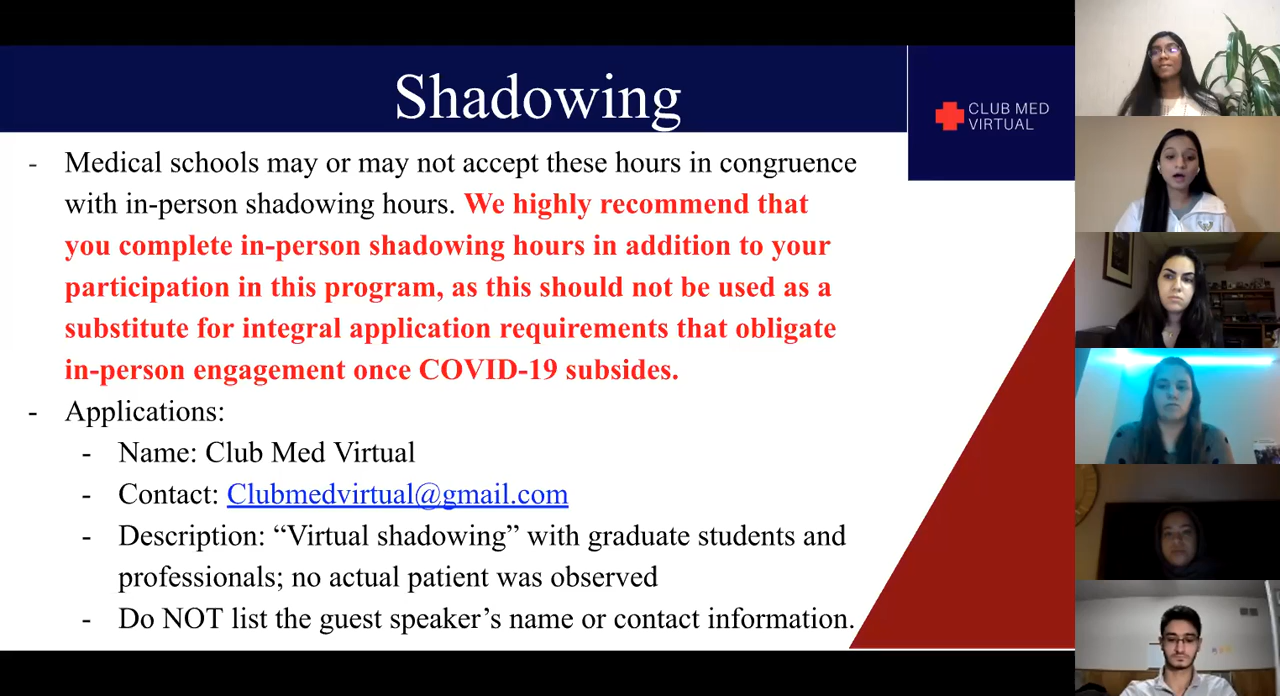 Shadowing
CLUB MED
VIRTUAL
- Medical schools may or may not accept these hours in congruence
with in-person shadowing hours. We highly recommend that
you complete in-person shadowing hours in addition to your
participation in this program, as this should not be used as a
substitute for integral application requirements that obligate
in-person engagement once COVID-19 subsides.
- Applications:
- Name: Club Med Virtual
- Contact: Clubmedvirtual@gmail.com
- Description: “Virtual shadowing” with graduate students and
professionals; no actual patient was observed
- Do NOT list the guest speaker’s name or contact information.